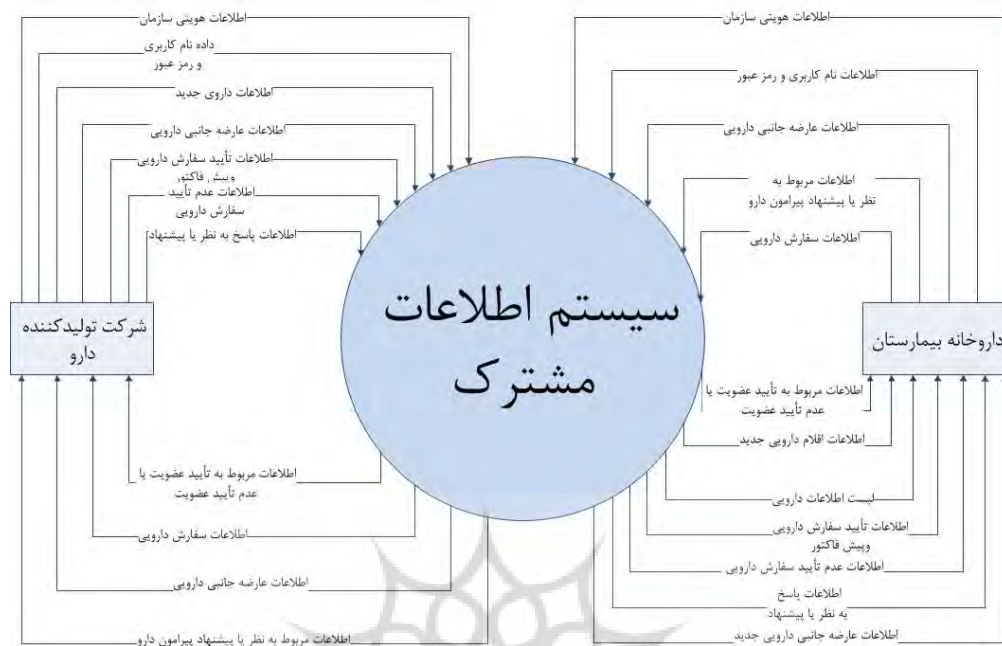 اطلاعات هویتی سازمان
اطلاعات نام کاربری و رمز عبور
اطلاعات عارضه جانبی دارویی
اطلاعات مربوط به
نظر یا پیشنهاد پیرامون دارو
اطلاعات سفارش دارویی
داروخانه بیمارستان
اطلاعات مربوط به تأیید عضویت یا
عدم تأیید عضویت
اطلاعات اقلام دارویی جدید
لیست اطلاعات دارویی
اطلاعات تأیید سفارش دارویی
وپیش فاکتور
اطلاعات عدم تأیید سفارش دارویی
اطلاعات پاسخ
به نظر یا پیشنهاد
اطلاعات عارضه جانبی دارویی جدید
سیستم اطلاعات
مشترک
اطلاعات هویتی سازمان
داده نام کاربری
و رمز عبور
اطلاعات داروی جدید
اطلاعات عارضه جانبی دارویی
اطلاعات تأیید سفارش دارویی
وپیش فاکتور
اطلاعات عدم تأیید
سفارش دارویی
اطلاعات پاسخ به نظر یا پیشنهاد
شرکت تولیدکننده
دارو
اطلاعات مربوط به تأیید عضویت یا
عدم تأیید عضویت
اطلاعات سفارش دارویی
اطلاعات عارضه جانبی دارویی
اطلاعات مربوط به نظر یا پیشنهاد پیرامون دارو